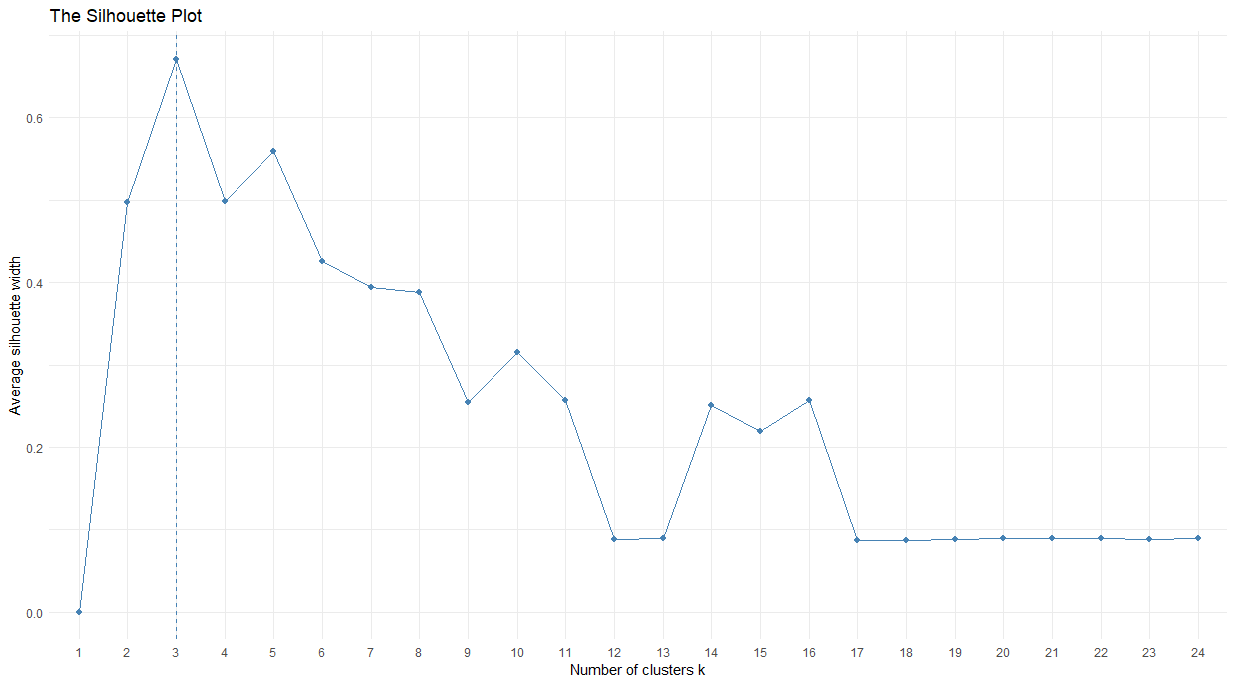 The Silhouette Plot
Average silhouette width
0.6
0.4
0.2
0.0
1 2 3 4 5 6 7 8 9 10 11 12 13 14 15 16 17 18 19 20 21 22 23 24
Number of clusters k